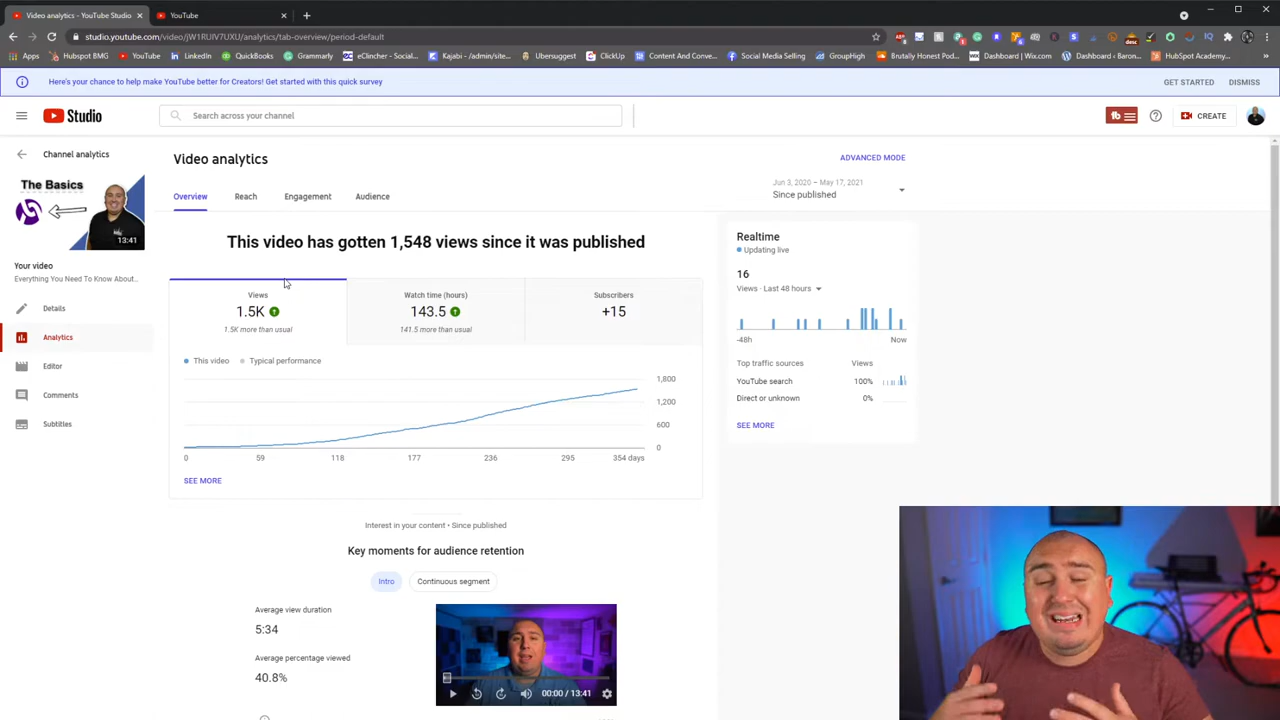 Video analytics - YouTube Studio
YouTube
studio.youtube.com/video/jW1RUIV7UXU/analytics/tab-overview/period-default
Apps
Hubspot BMG
YouTube
LinkedIn
QuickBooks
Grammarly
eClincher - Social...
Kajabi - /admin/site...
Ubersuggest
ClickUp
Content And Conve...
Social Media Selling
GroupHigh
Brutally Honest Pod...
Dashboard | Wix.com
Dashboard ‹ Baron...
HubSpot Academy...
Here's your chance to help make YouTube better for Creators! Get started with this quick survey
GET STARTED
DISMISS
Studio
Search across your channel
tb
CREATE
Channel analytics
The Basics
13:41
Your video
Everything You Need To Know About...
Details
Analytics
Editor
Comments
Subtitles
Video analytics
ADVANCED MODE
Overview
Reach
Engagement
Audience
Jun 3, 2020 – May 17, 2021
Since published
This video has gotten 1,548 views since it was published
Views
1.5K
1.5K more than usual
Watch time (hours)
143.5
141.5 more than usual
Subscribers
+15
This video
Typical performance
1,800
1,200
600
0
0
59
118
177
236
295
354 days
SEE MORE
Interest in your content • Since published
Key moments for audience retention
Intro
Continuous segment
Average view duration
5:34
Average percentage viewed
40.8%
00:00 / 13:41
Realtime
Updating live
16
Views · Last 48 hours
-48h
Now
Top traffic sources
Views
YouTube search
100%
Direct or unknown
0%
SEE MORE